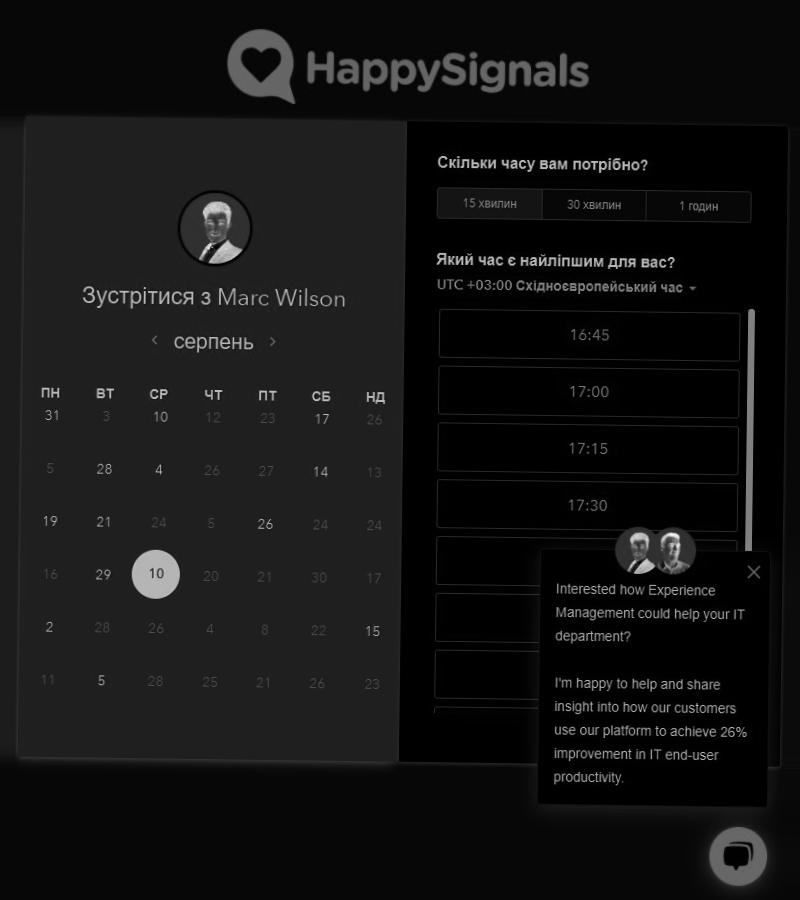 HappySignals
Зустрітися з Marc Wilson
серпень
ПН ВТ СР ЧТ ПТ СБ НД
31 3 10 12 23 17 26
5 28 4 26 27 14 13
19 21 24 5 26 24 24
16 29 10 20 21 30 17
2 28 26 4 8 22 15
11 5 28 25 21 26 23
Скільки часу вам потрібно?
15 хвилин 30 хвилин 1 годин
Який час є найліпшим для вас?
UTC +03:00 Східноєвропейський час
16:45
17:00
17:15
17:30
Interested how Experience
Management could help your IT
department?
I'm happy to help and share
insight into how our customers
use our platform to achieve 26%
improvement in IT end-user
productivity.